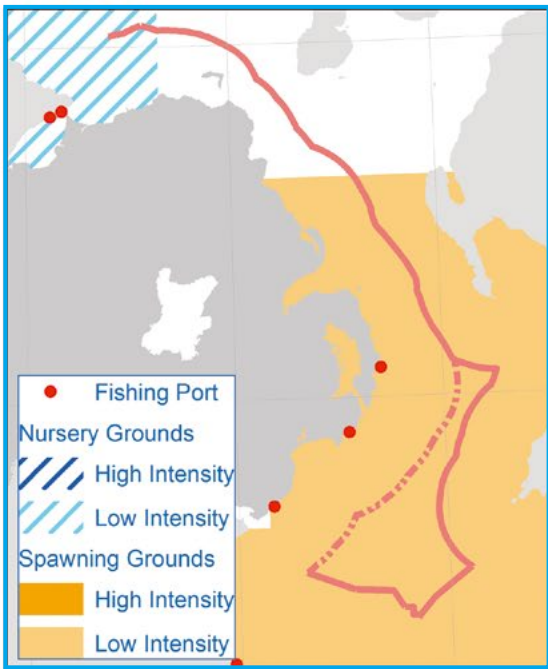 Fishing Port
Nursery Grounds
High Intensity
Low Intensity
Spawning Grounds
High Intensity
Low Intensity